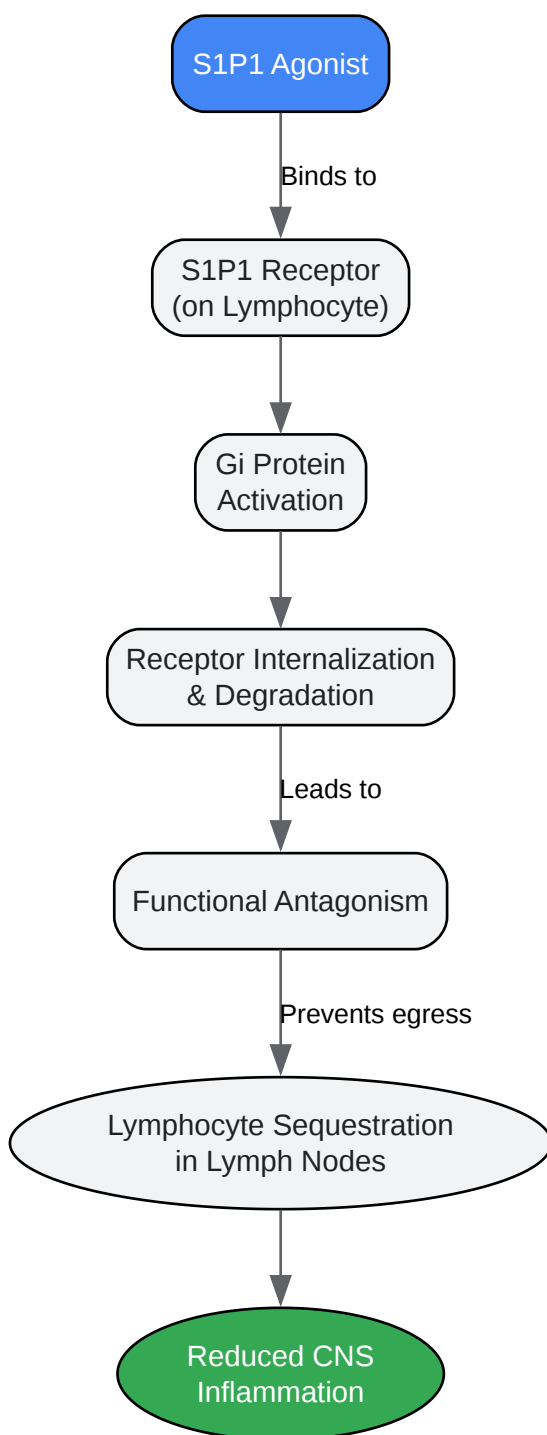 S1P1 Agonist
Binds to
S1P1 Receptor
(on Lymphocyte)
Gi Protein
Activation
Receptor Internalization
& Degradation
Leads to
Functional Antagonism
Prevents egress
Lymphocyte Sequestration
in Lymph Nodes
Reduced CNS
Inflammation